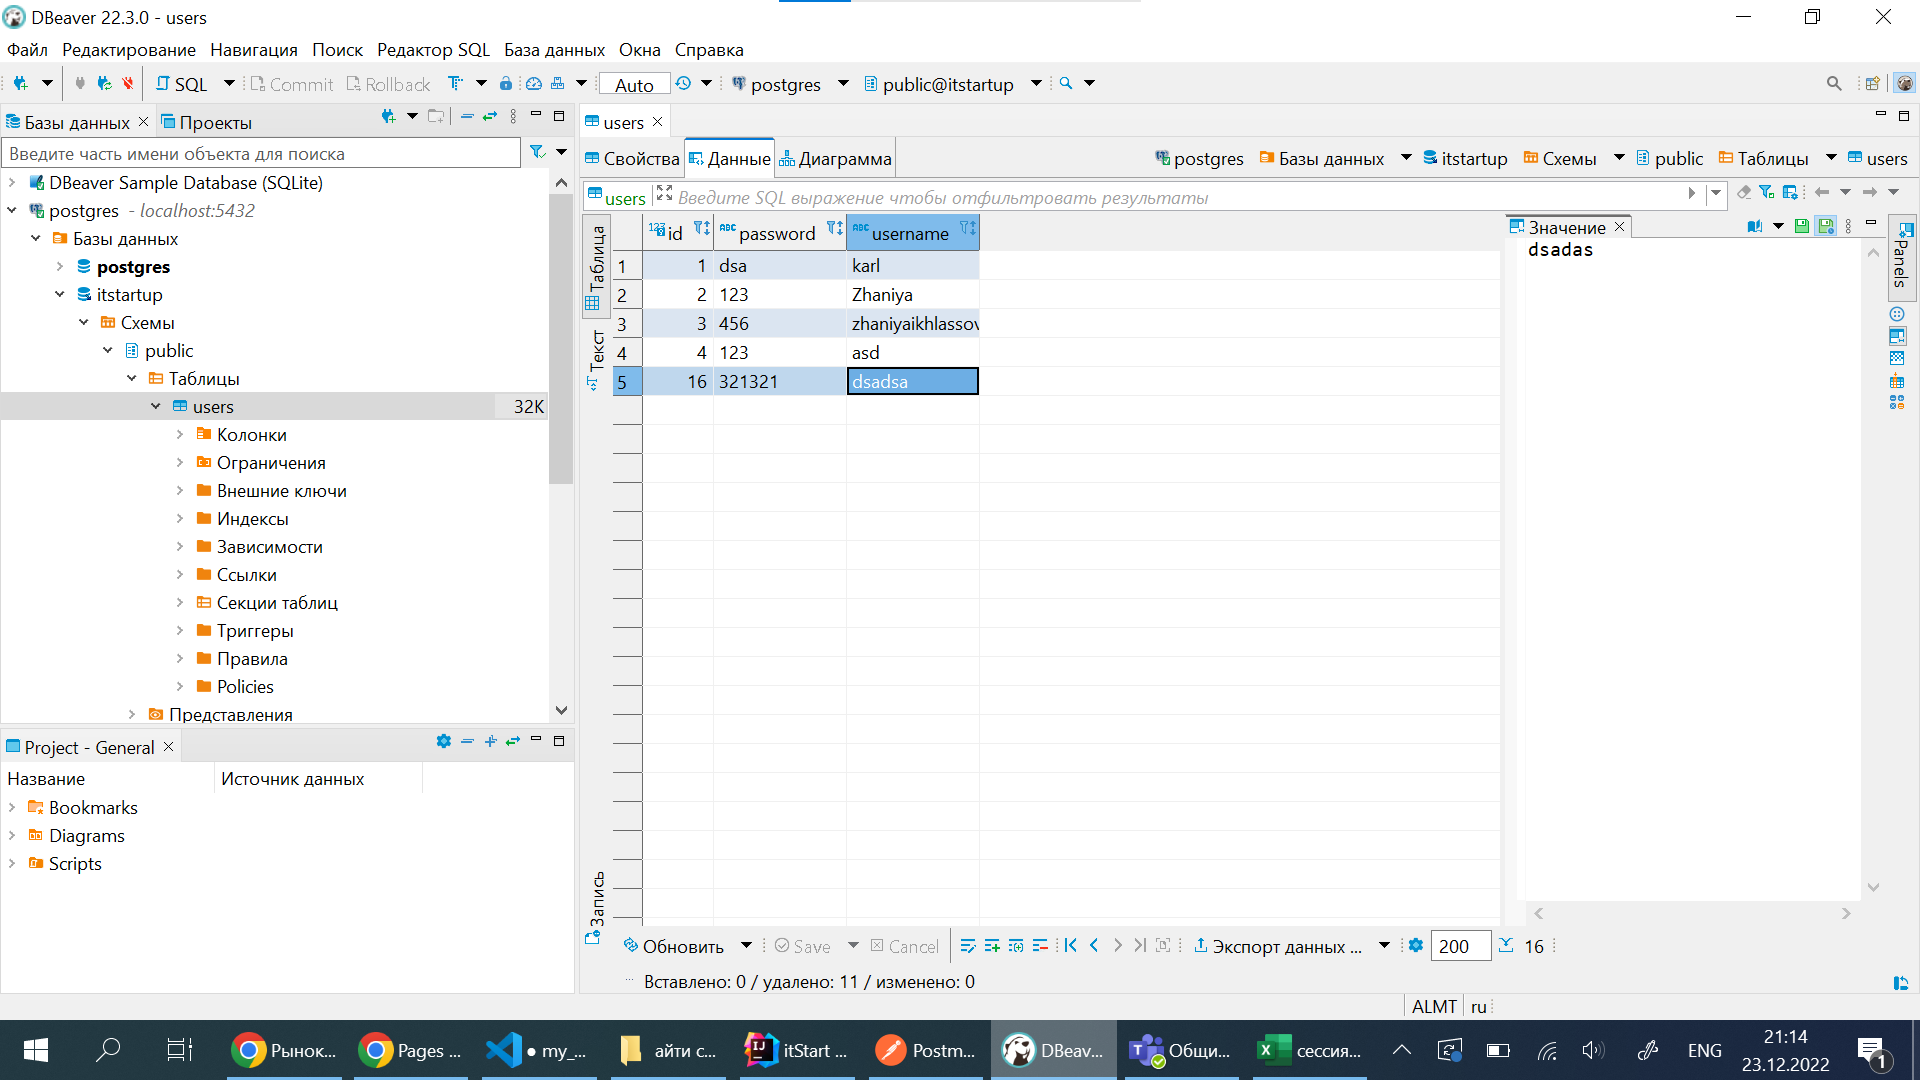 DBeaver 22.3.0 - users
Файл Редактирование Навигация Поиск Редактор SQL База данных Окна Справка
SQL Commit Rollback Auto postgres public@itstartup
Базы данных Проекты
Введите часть имени объекта для поиска
DBeaver Sample Database (SQLite)
postgres - localhost:5432
Базы данных
postgres
itstartup
Схемы
public
Таблицы
users 32K
Колонки
Ограничения
Внешние ключи
Индексы
Зависимости
Ссылки
Секции таблиц
Триггеры
Правила
Policies
Представления
Project - General
Название Источник данных
Bookmarks
Diagrams
Scripts
users
Свойства Данные Диаграмма postgres Базы данных itstartup Схемы public Таблицы users
users Введите SQL выражение чтобы отфильтровать результаты
Таблица
Текст
Запись
123 id ABC password ABC username
1 1 dsa karl
2 2 123 Zhaniya
3 3 456 zhaniyaikhlassov
4 4 123 asd
5 16 321321 dsadsa
Значение
dsadas
Panels
Обновить Save Cancel Экспорт данных ... 200 16
Вставлено: 0 / удалено: 11 / изменено: 0
ALMT ru
Рынок... Pages ... ● my_... айти с... itStart ... Postm... DBeav... Общи... сессия... ENG
21:14
23.12.2022
1